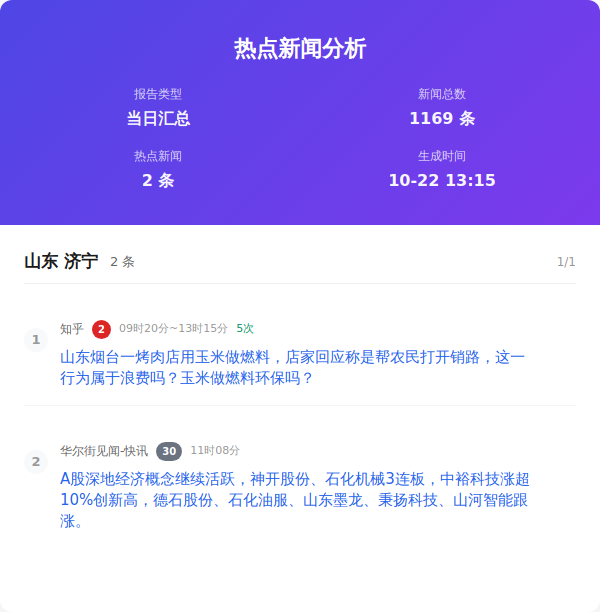 热点新闻分析
报告类型
新闻总数
当日汇总
1169 条
热点新闻
生成时间
2 条
10-22 13:15
山东 济宁 2 条 1/1
1
知乎 2 09时20分~13时15分 5次
山东烟台一烤肉店用玉米做燃料，店家回应称是帮农民打开销路，这一
行为属于浪费吗？玉米做燃料环保吗？
2
华尔街见闻-快讯 30 11时08分
A股深地经济概念继续活跃，神开股份、石化机械3连板，中裕科技涨超
10%创新高，德石股份、石化油服、山东墨龙、秉扬科技、山河智能跟
涨。